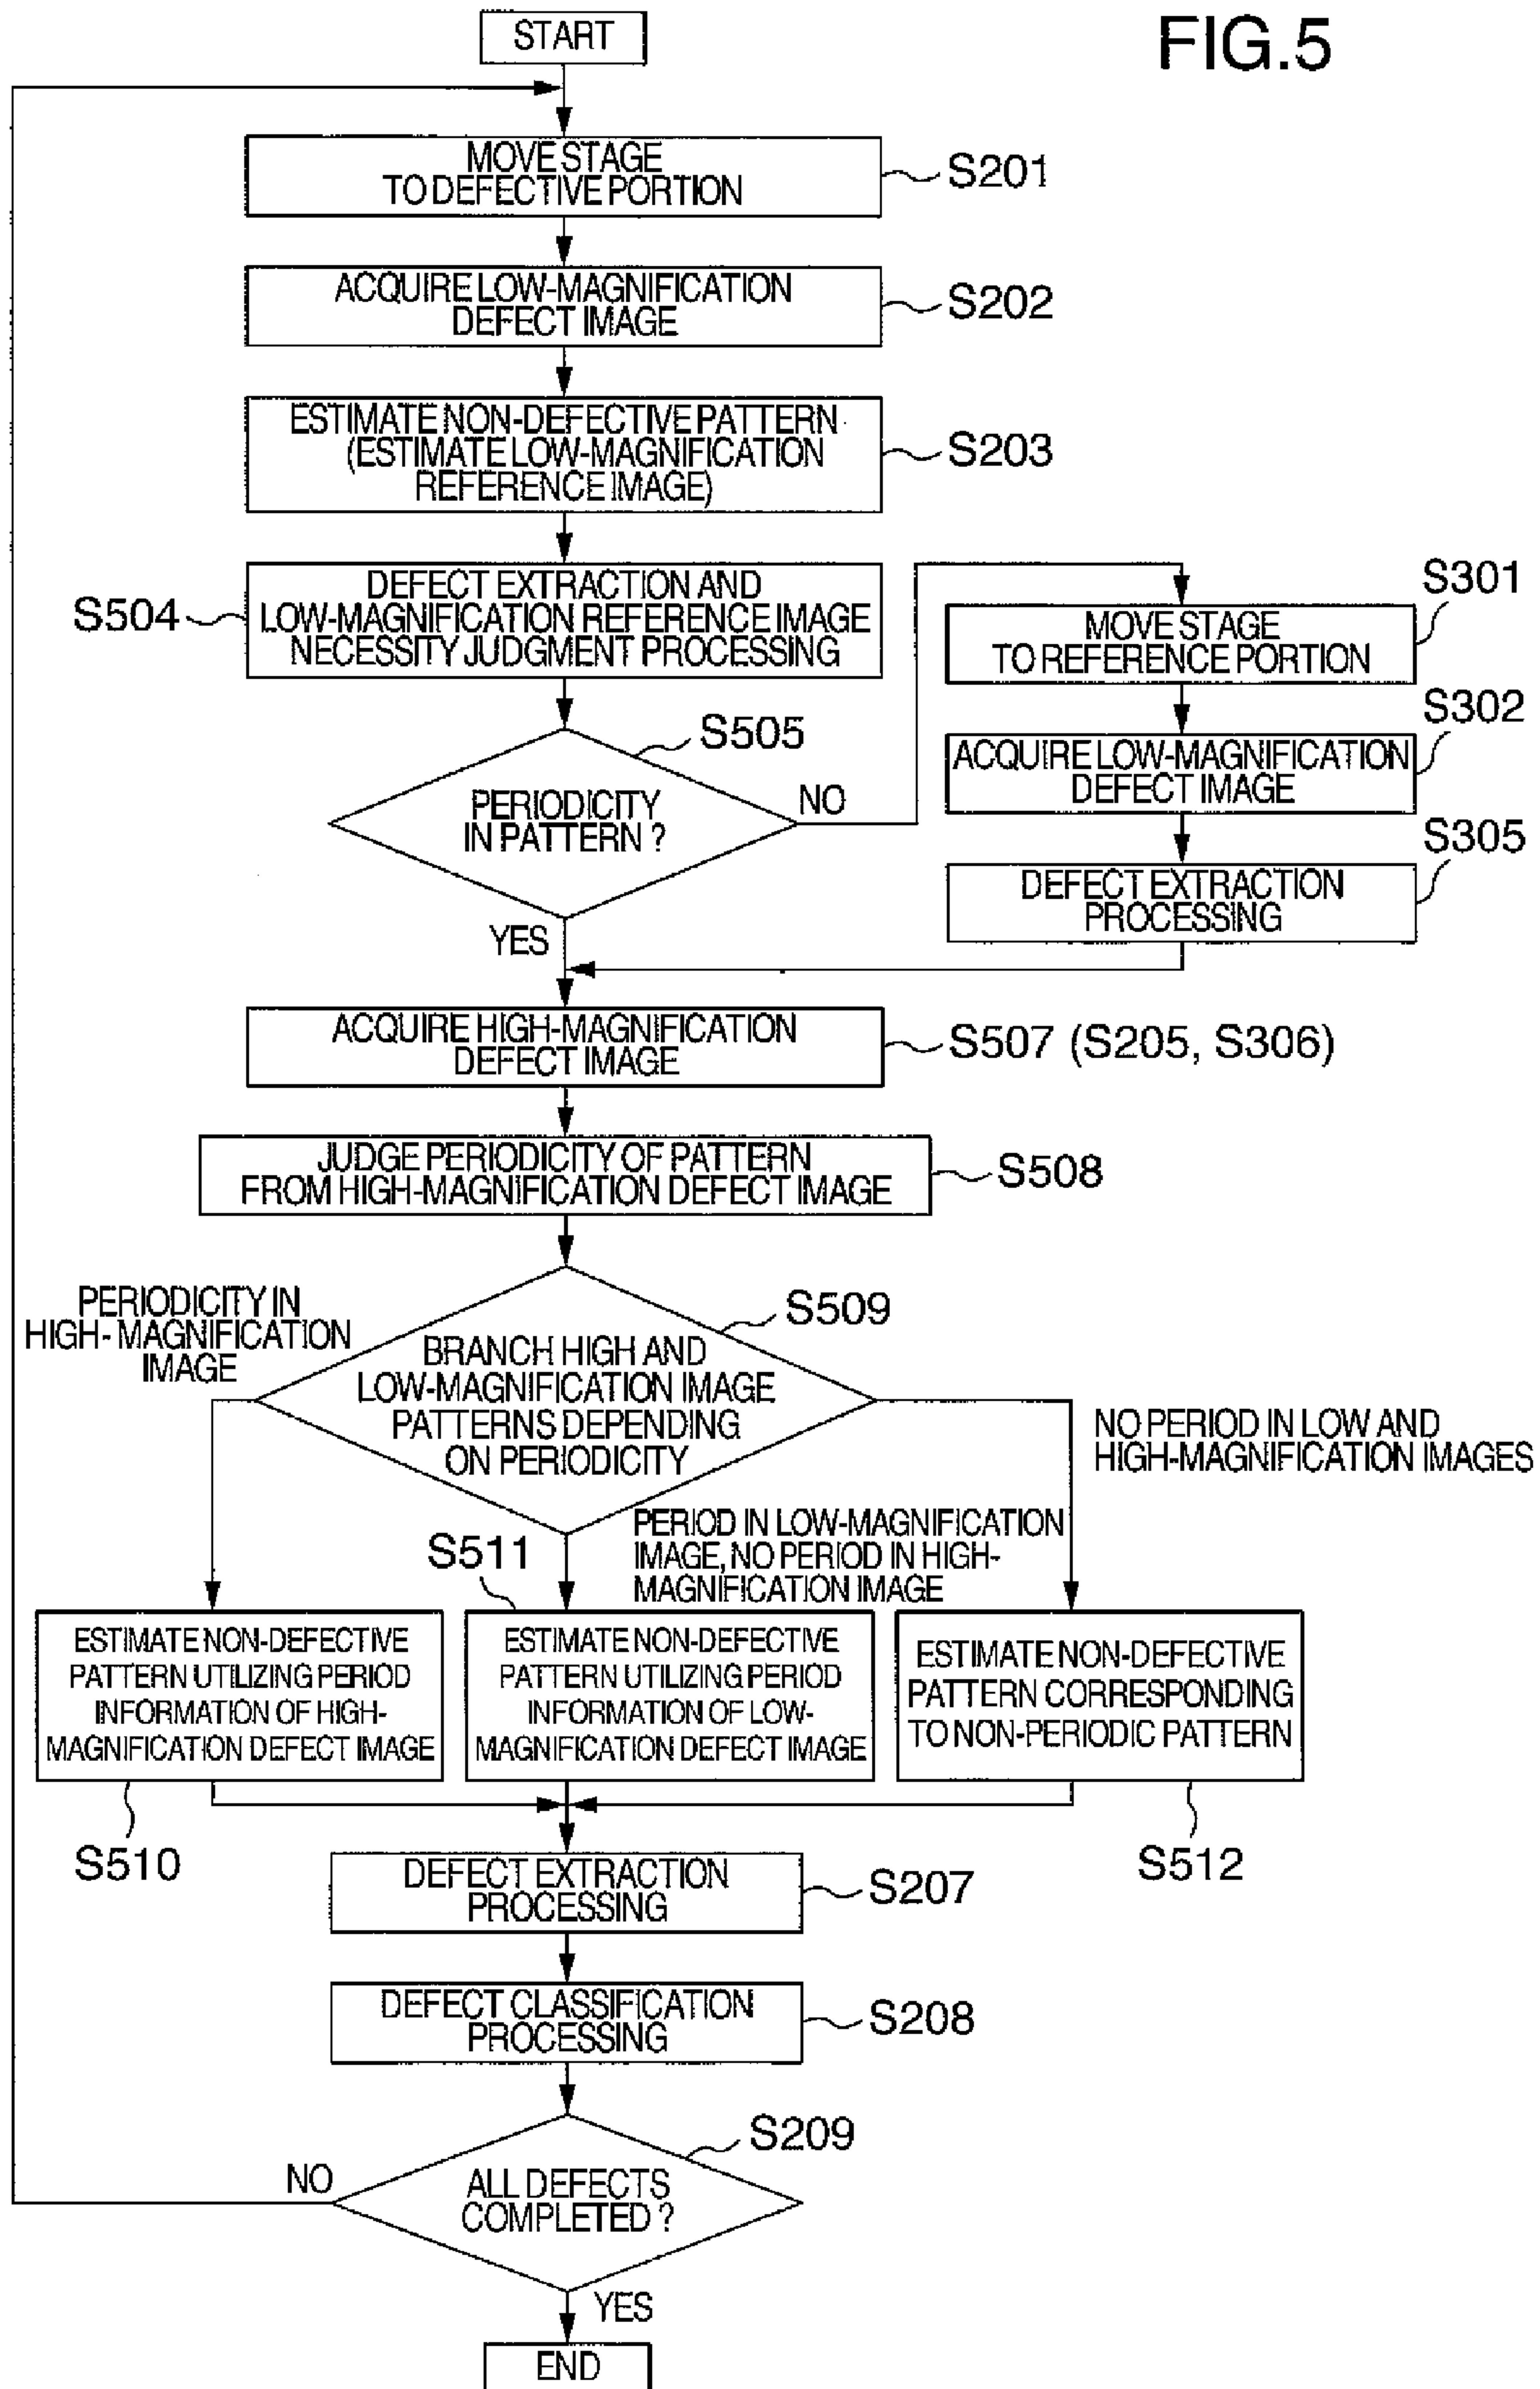 FIG.5
START
MOVE STAGE
TO DEFECTIVE PORTION
S201
ACQUIRE LOW-MAGNIFICATION
DEFECT IMAGE
S202
ESTIMATE NON-DEFECTIVE PATTERN
(ESTIMATE LOW-MAGNIFICATION
REFERENCE IMAGE)
S203
S504
DEFECT EXTRACTION AND
LOW-MAGNIFICATION REFERENCE IMAGE
NECESSITY JUDGMENT PROCESSING
S505
PERIODICITY
IN PATTERN ?
NO
S301
MOVE STAGE
TO REFERENCE PORTION
S302
ACQUIRE LOW-MAGNIFICATION
DEFECT IMAGE
S305
DEFECT EXTRACTION
PROCESSING
YES
ACQUIRE HIGH-MAGNIFICATION
DEFECT IMAGE
S507 (S205, S306)
JUDGE PERIODICITY OF PATTERN
FROM HIGH-MAGNIFICATION DEFECT IMAGE
S508
PERIODICITY IN
HIGH- MAGNIFICATION
IMAGE
S509
BRANCH HIGH AND
LOW-MAGNIFICATION IMAGE
PATTERNS DEPENDING
ON PERIODICITY
NO PERIOD IN LOW AND
HIGH-MAGNIFICATION IMAGES
S511
PERIOD IN LOW-MAGNIFICATION
IMAGE, NO PERIOD IN HIGH-
MAGNIFICATION IMAGE
ESTIMATE NON-DEFECTIVE
PATTERN UTILIZING PERIOD
INFORMATION OF HIGH-
MAGNIFICATION DEFECT IMAGE
ESTIMATE NON-DEFECTIVE
PATTERN UTILIZING PERIOD
INFORMATION OF LOW-
MAGNIFICATION DEFECT IMAGE
ESTIMATE NON-DEFECTIVE
PATTERN CORRESPONDING
TO NON-PERIODIC PATTERN
S510
S512
DEFECT EXTRACTION
PROCESSING
S207
DEFECT CLASSIFICATION
PROCESSING
S208
S209
NO
ALL DEFECTS
COMPLETED ?
YES
END